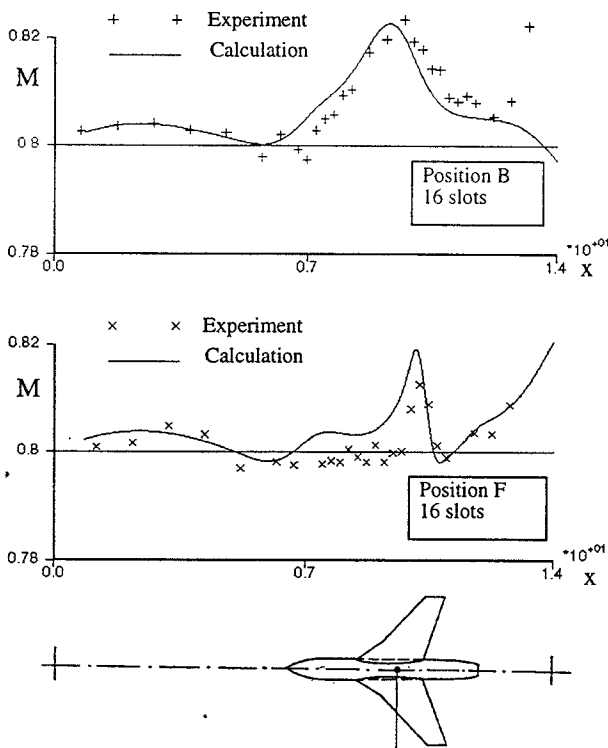 + + Experiment
Calculation
0.82
M
0.8
Position B
16 slots
0.78
0.0
0.7
1.4
*10+01
X
× × Experiment
Calculation
0.82
M
0.8
Position F
16 slots
0.78
0.0
0.7
1.4
*10+01
X